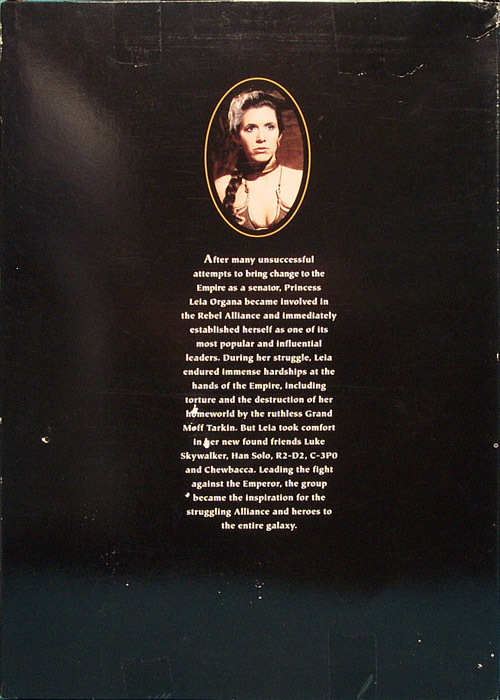 After many unsuccessful
attempts to bring change to the
Empire as a senator, Princess
Leia Organa became involved in
the Rebel Alliance and immediately
established herself as one of its
most popular and influential
leaders. During her struggle, Leia
endured immense hardships at the
hands of the Empire, including
torture and the destruction of her
homeworld by the ruthless Grand
Moff Tarkin. But Leia took comfort
in her new found friends Luke
Skywalker, Han Solo, R2-D2, C-3P0
and Chewbacca. Leading the fight
against the Emperor, the group
became the inspiration for the
struggling Alliance and heroes to
the entire galaxy.